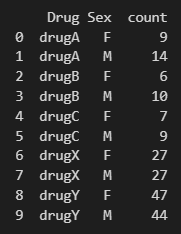 Drug Sex count
0 drugA F 9
1 drugA M 14
2 drugB F 6
3 drugB M 10
4 drugC F 7
5 drugC M 9
6 drugX F 27
7 drugX M 27
8 drugY F 47
9 drugY M 44